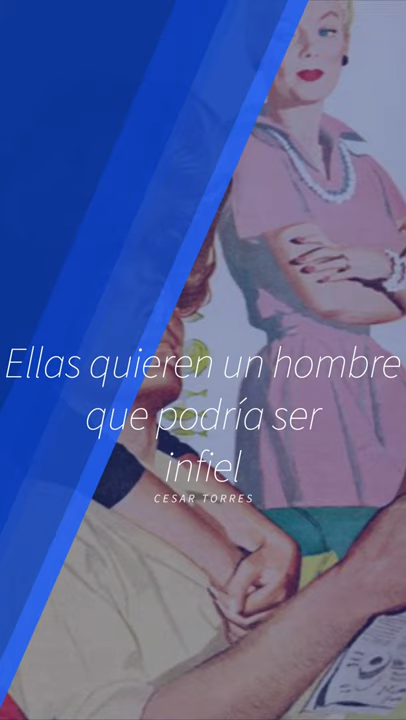 Ellas quieren un hombre
que podría ser
infiel
CESAR TORRES